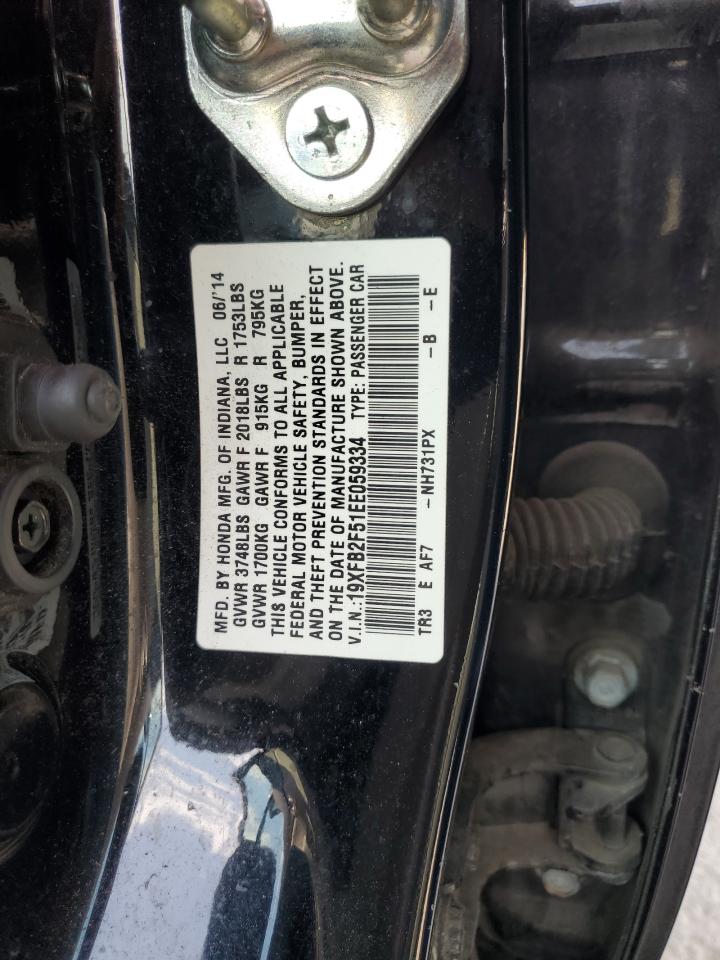 MFD. BY HONDA MFG. OF INDIANA, LLC 06/'14
GVWR 3748LBS GAWR F 2018LBS R 1753LBS
GVWR 1700KG GAWR F 915KG R 795KG
THIS VEHICLE CONFORMS TO ALL APPLICABLE
FEDERAL MOTOR VEHICLE SAFETY, BUMPER,
AND THEFT PREVENTION STANDARDS IN EFFECT
ON THE DATE OF MANUFACTURE SHOWN ABOVE.
V.I.N.:19XFB2F51EE059334 TYPE: PASSENGER CAR
TR3 E AF7 -NH731PX -B -E